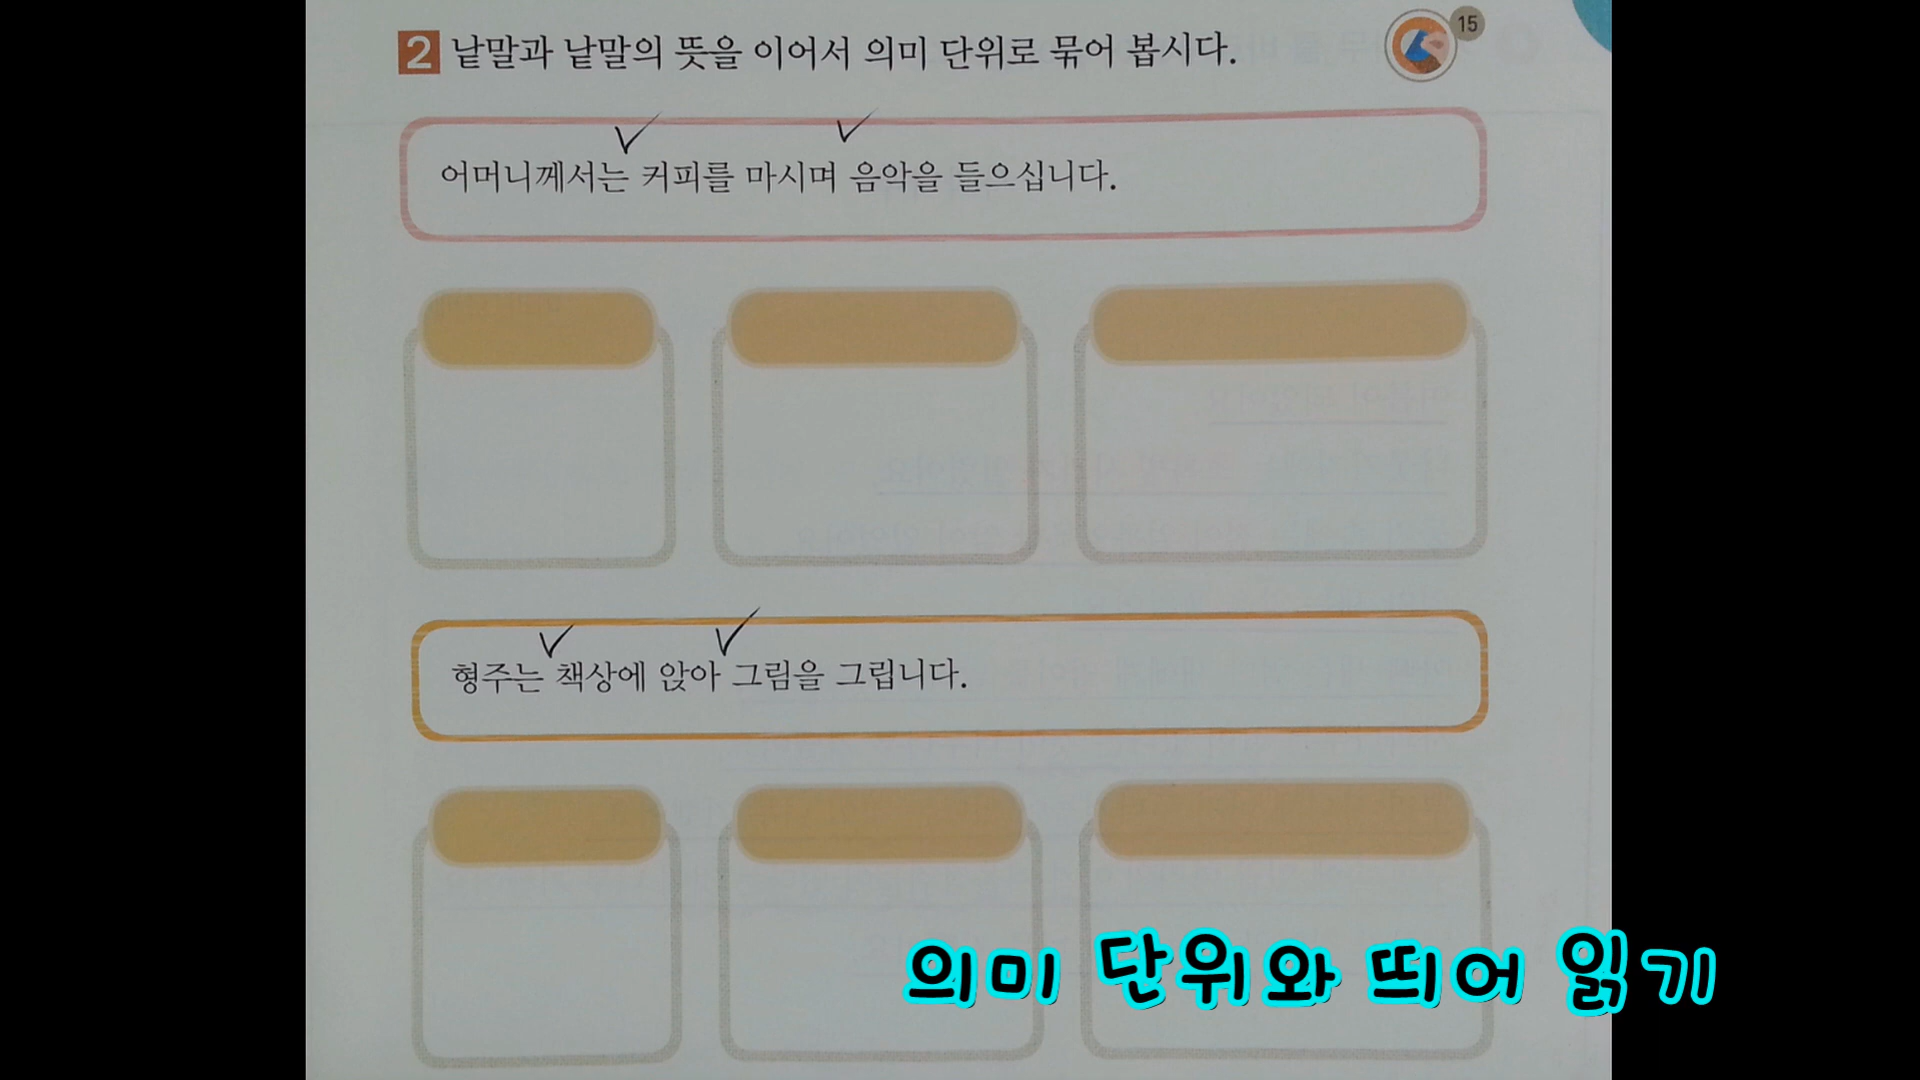 2 낱말과 낱말의 뜻을 이어서 의미 단위로 묶어 봅시다.
15
어머니께서는 커피를 마시며 음악을 들으십니다.
형주는 책상에 앉아 그림을 그립니다.
의미 단위와 띄어 읽기